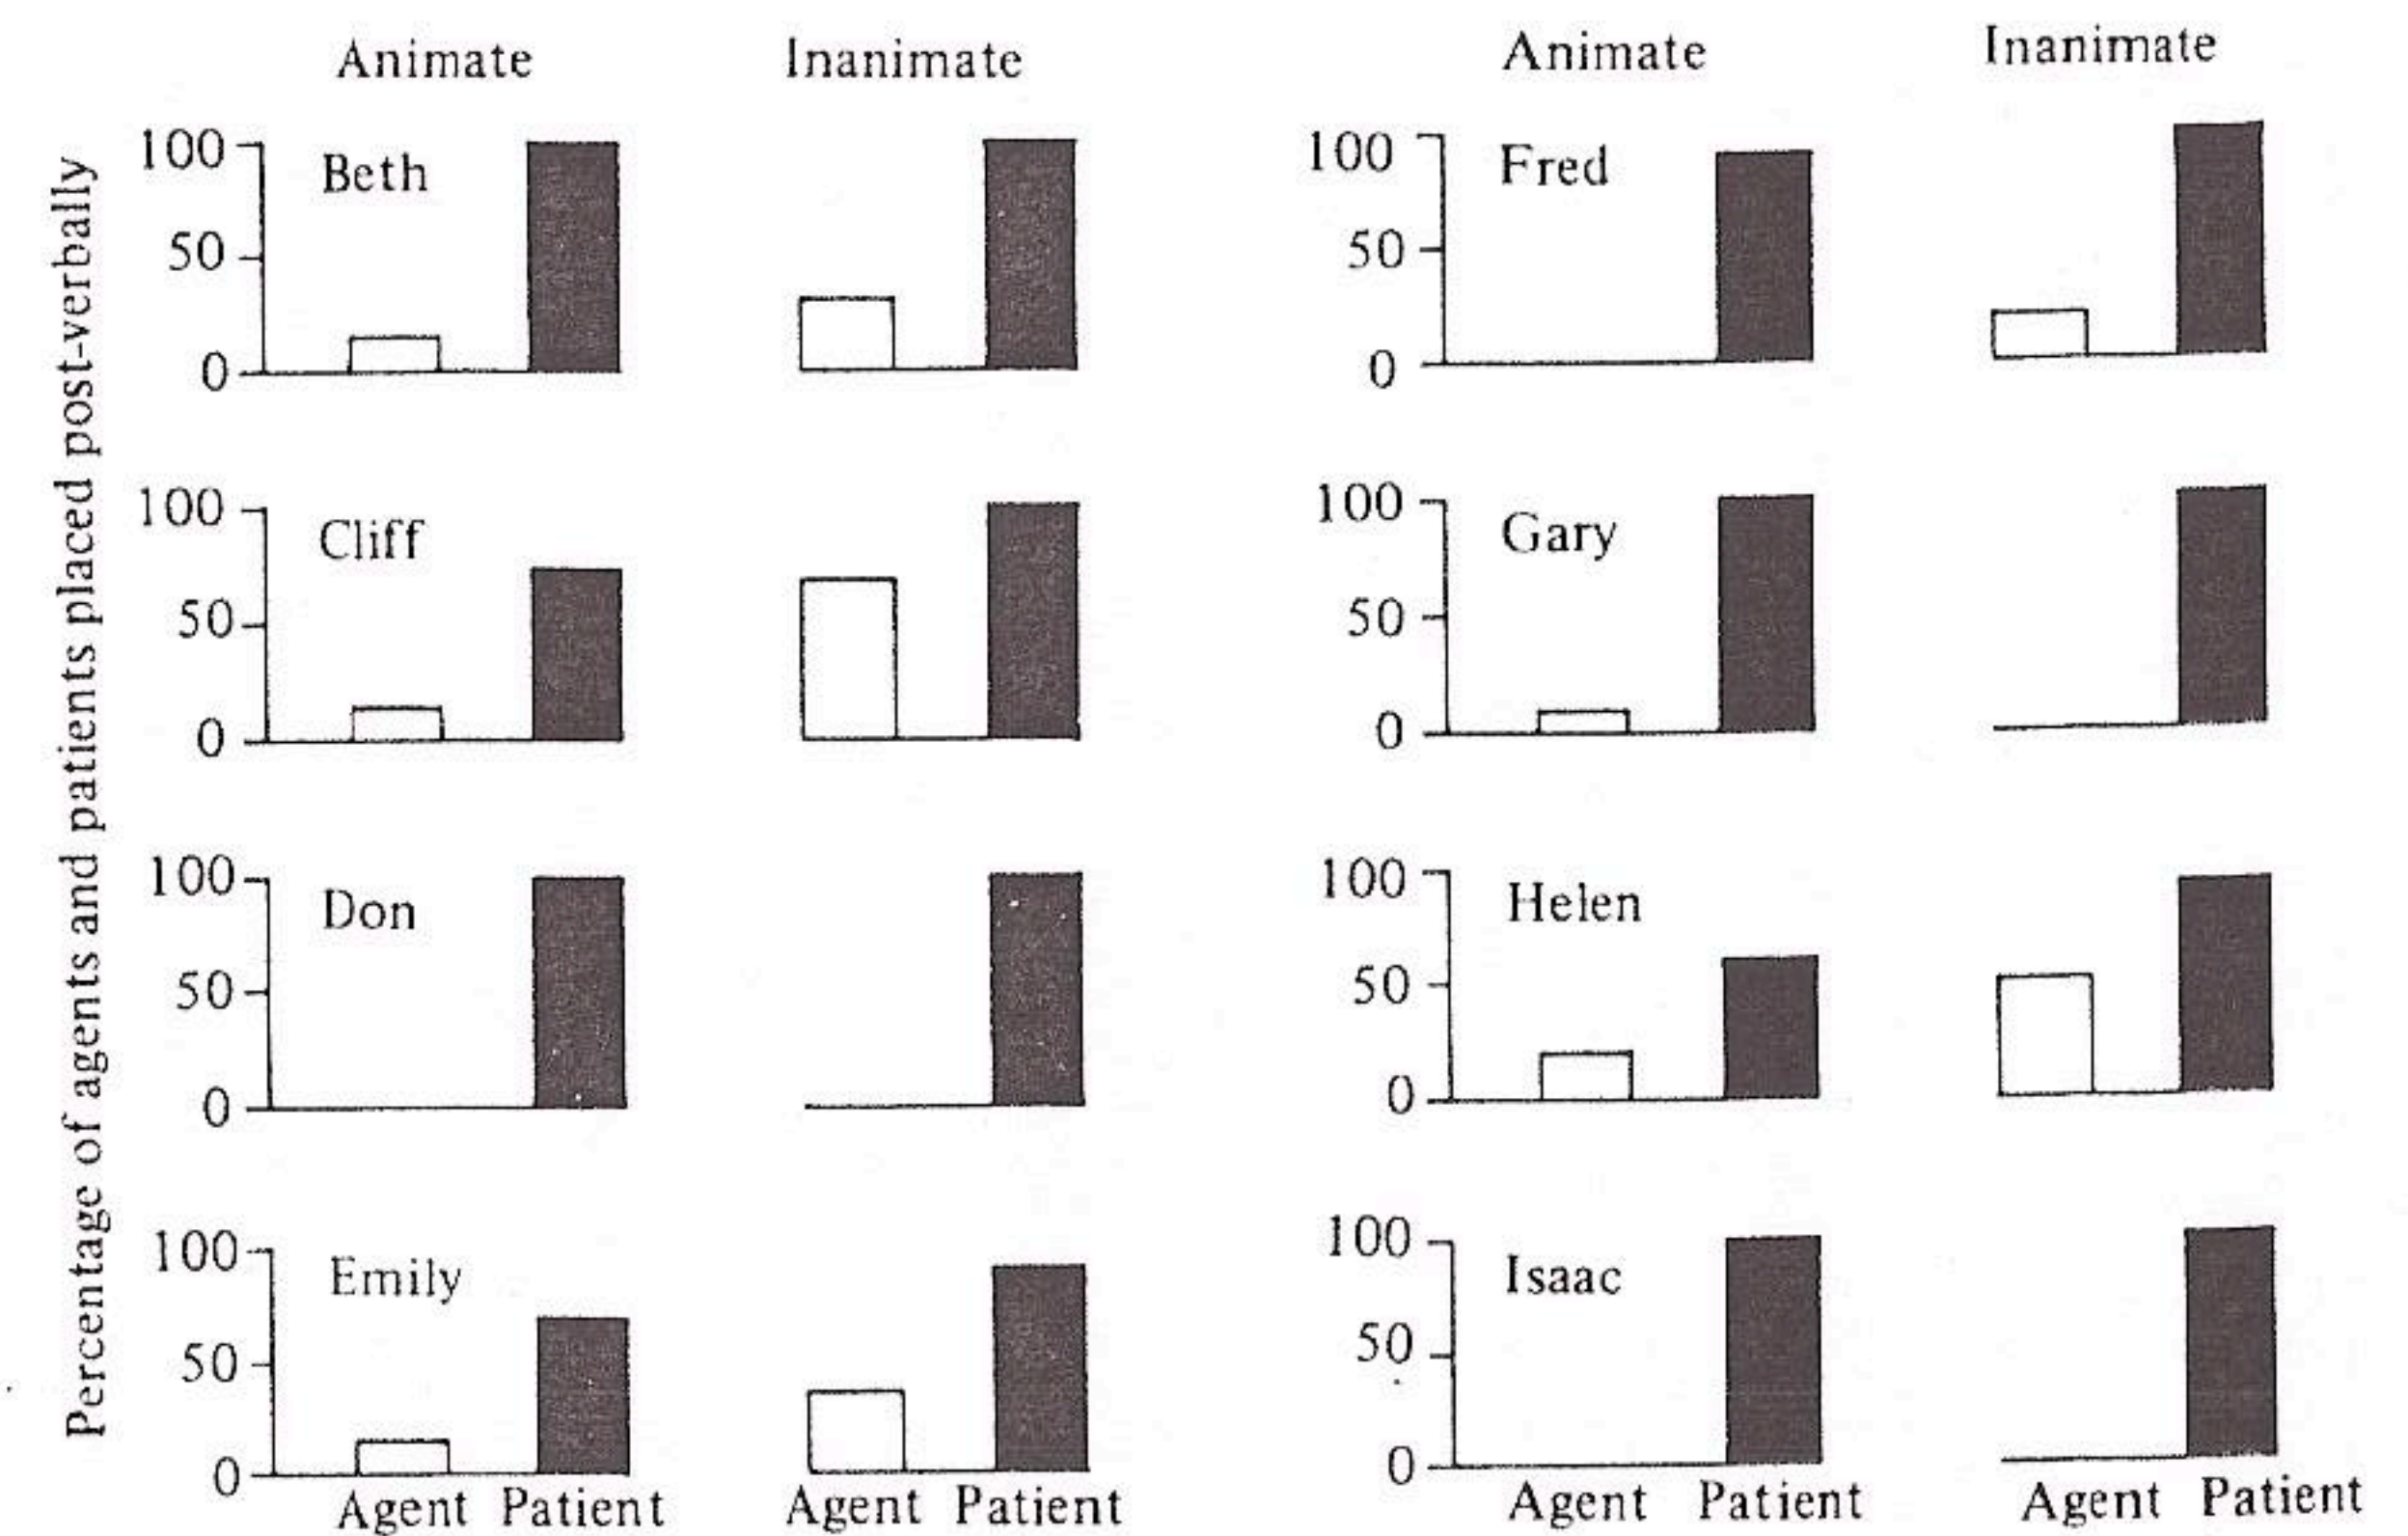 Percentage of agents and patients placed post-verbally
Animate Inanimate
100 Beth
50
0
100 Cliff
50
0
100 Don
50
0
100 Emily
50
0
Agent Patient Agent Patient
Animate Inanimate
100 Fred
50
0
100 Gary
50
0
100 Helen
50
0
100 Isaac
50
0
Agent Patient Agent Patient